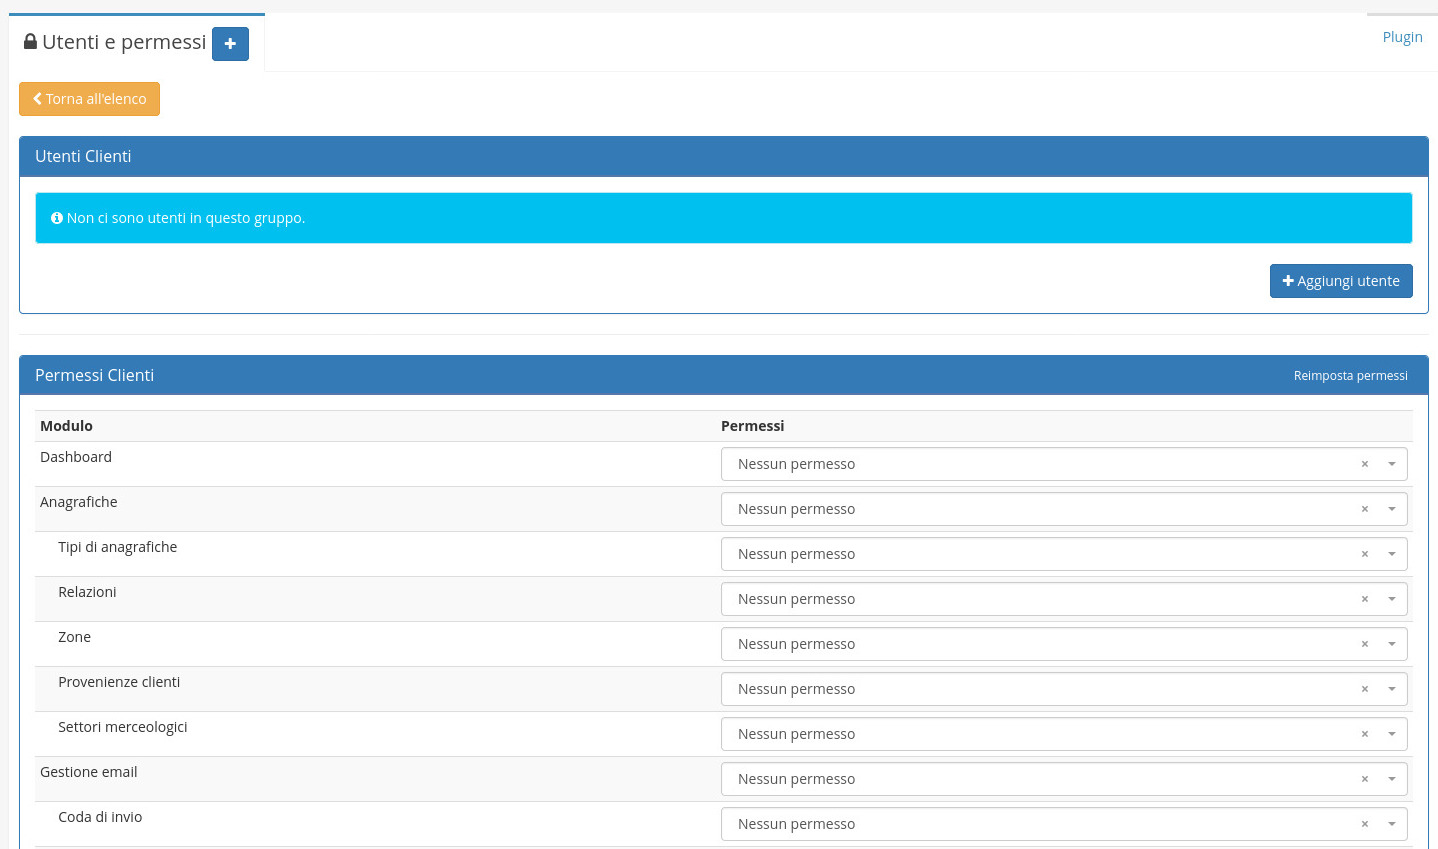 Utenti e permessi
Plugin
Torna all'elenco
Utenti Clienti
Non ci sono utenti in questo gruppo.
Aggiungi utente
Permessi Clienti
Reimposta permessi
Modulo Permessi
Dashboard Nessun permesso ×
Anagrafiche Nessun permesso ×
Tipi di anagrafiche Nessun permesso ×
Relazioni Nessun permesso ×
Zone Nessun permesso ×
Provenienze clienti Nessun permesso ×
Settori merceologici Nessun permesso ×
Gestione email Nessun permesso ×
Coda di invio Nessun permesso ×